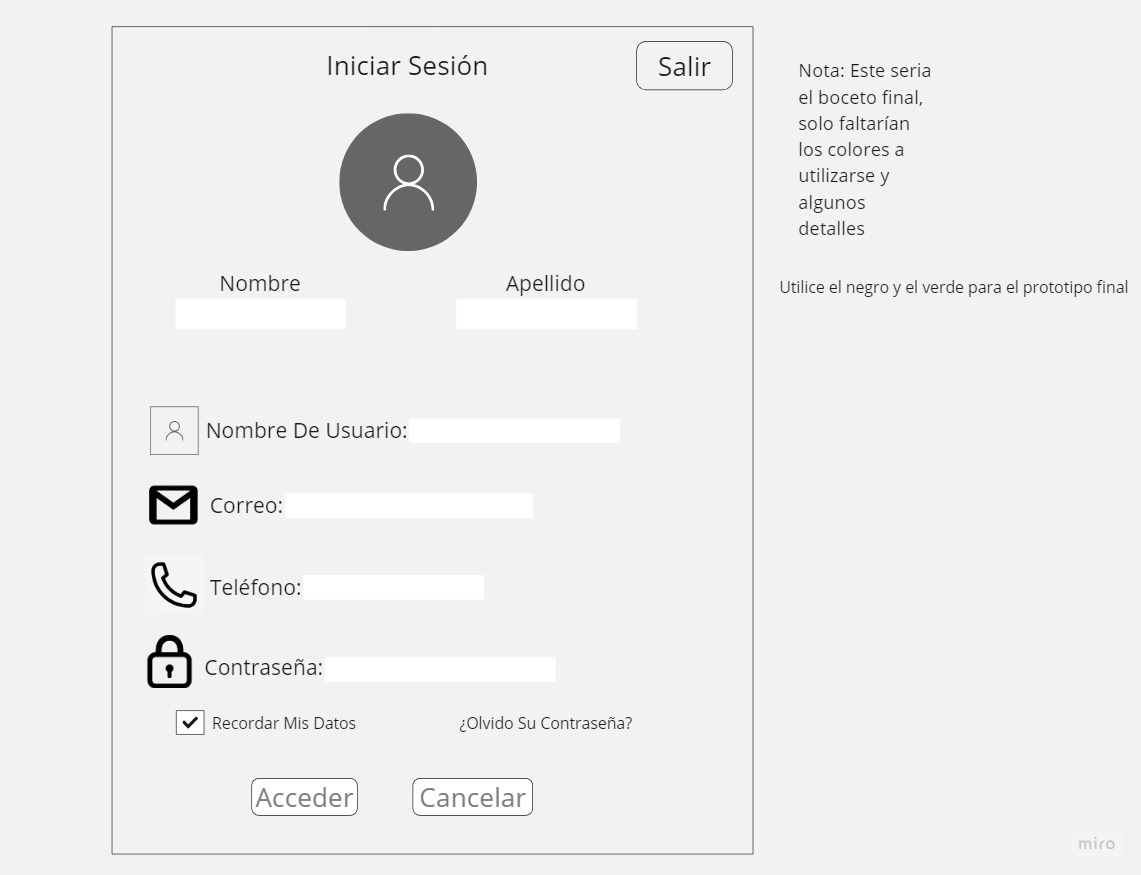 Iniciar Sesión
Salir
Nombre
Apellido
Nombre De Usuario:
Correo:
Teléfono:
Contraseña:
Recordar Mis Datos
¿Olvido Su Contraseña?
Acceder
Cancelar
Nota: Este seria
el boceto final,
solo faltarían
los colores a
utilizarse y
algunos
detalles
Utilice el negro y el verde para el prototipo final
miro